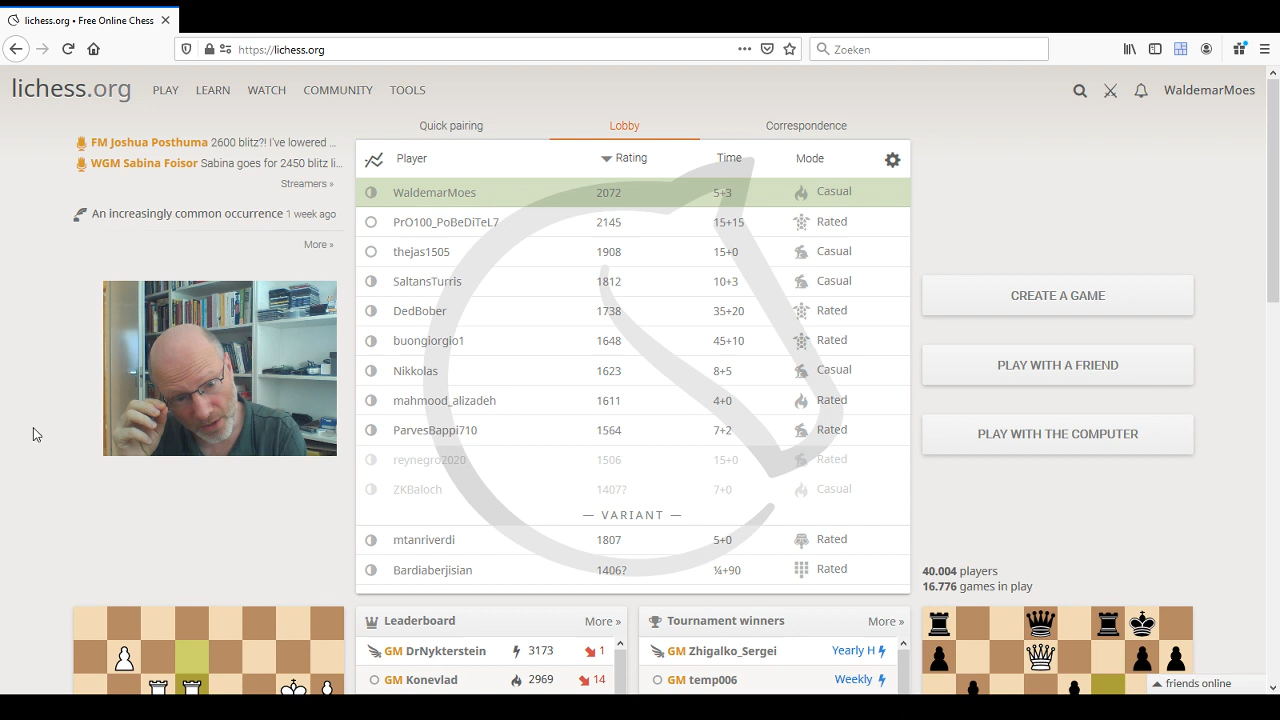 lichess.org • Free Online Chess
https://lichess.org
Zoeken
lichess.org PLAY LEARN WATCH COMMUNITY TOOLS WaldemarMoes
Quick pairing Lobby Correspondence
FM Joshua Posthuma 2600 blitz?! I've lowered ...
WGM Sabina Foisor Sabina goes for 2450 blitz li...
Streamers »
An increasingly common occurrence 1 week ago
More »
Player Rating Time Mode
WaldemarMoes 2072 5+3 Casual
PrO100_PoBeDiTeL7 2145 15+15 Rated
thejas1505 1908 15+0 Casual
SaltansTurris 1812 10+3 Casual
DedBober 1738 35+20 Rated
buongiorgio1 1648 45+10 Rated
Nikkolas 1623 8+5 Casual
mahmood_alizadeh 1611 4+0 Rated
ParvesBappi710 1564 7+2 Rated
reynegro2020 1506 15+0 Rated
ZKBaloch 1407? 7+0 Casual
— VARIANT —
mtanriverdi 1807 5+0 Rated
Bardiaberjisian 1406? ¼+90 Rated
CREATE A GAME
PLAY WITH A FRIEND
PLAY WITH THE COMPUTER
40.004 players
16.776 games in play
Leaderboard More »
GM DrNykterstein 3173 1
GM Konevlad 2969 14
Tournament winners More »
GM Zhigalko_Sergei Yearly H
GM temp006 Weekly
friends online